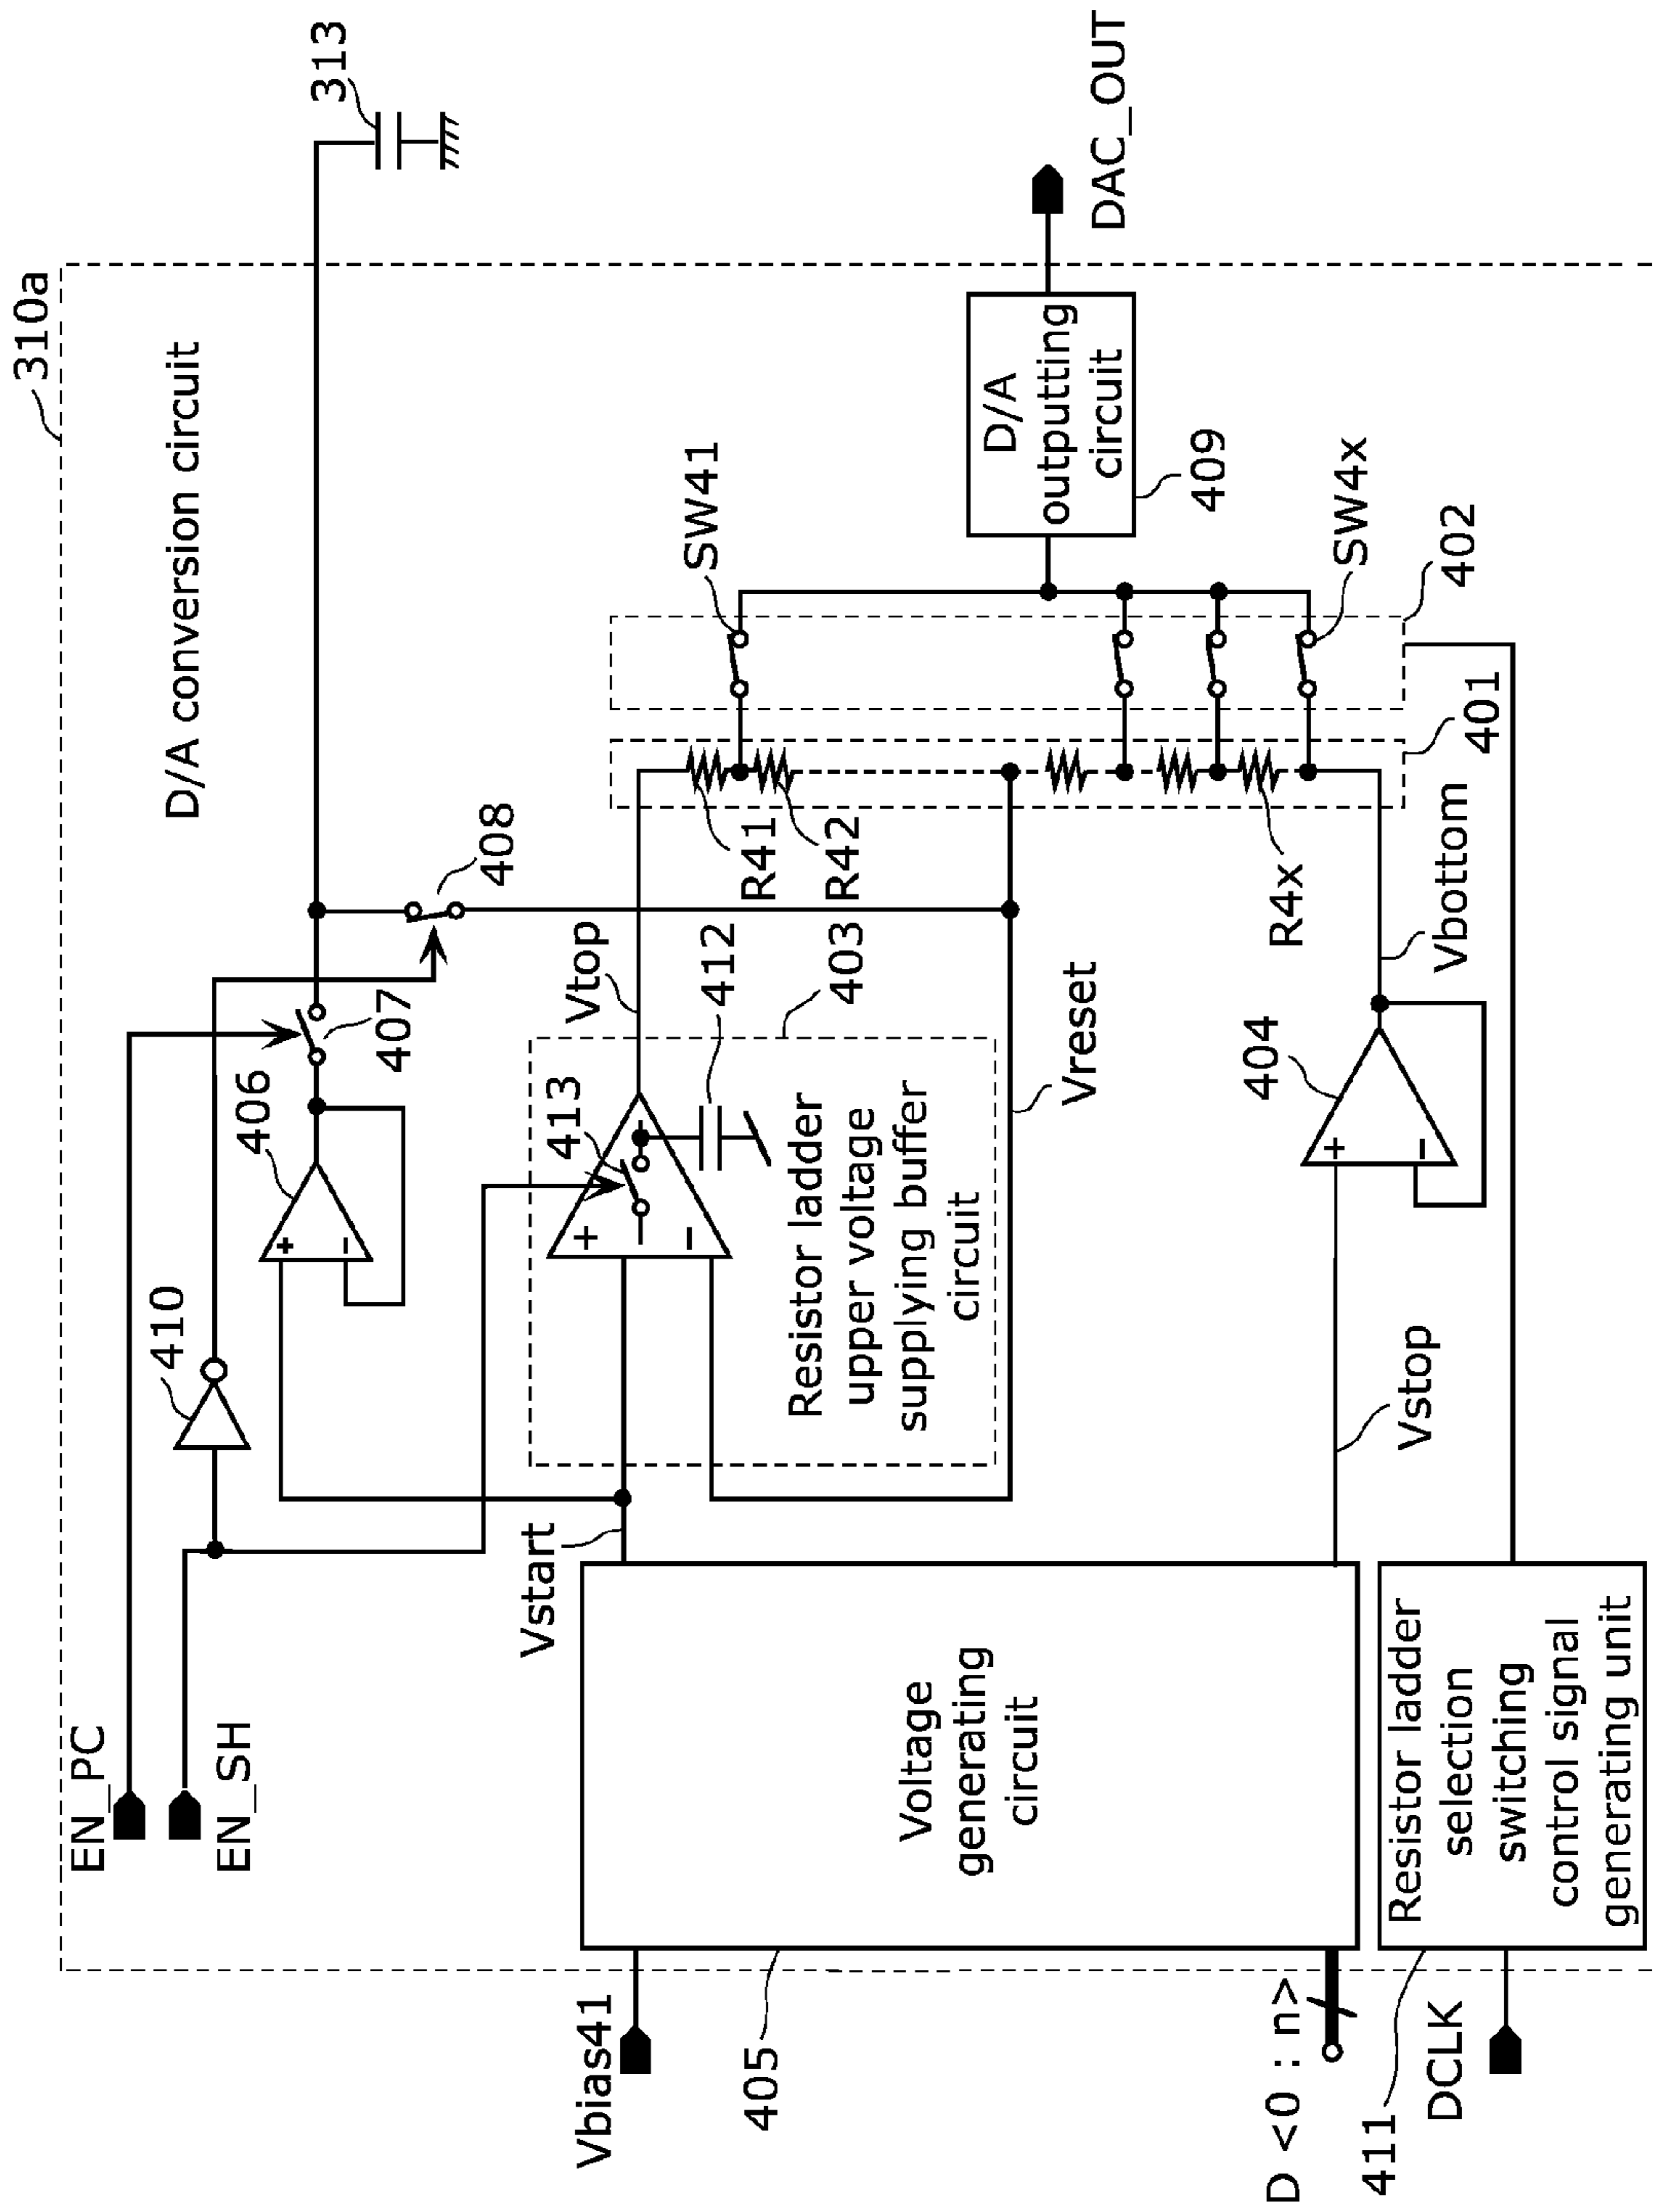 310a
D/A conversion circuit
313
EN_PC
EN_SH
410
406
407
408
Vstart
413
412
403
Vtop
Resistor ladder
upper voltage
supplying buffer
circuit
Vreset
R41
R42
R4x
SW41
SW4x
402
401
D/A
outputting
circuit
409
DAC_OUT
Vbias41
405
Voltage
generating
circuit
D <0 : n>
Vstop
404
Vbottom
+
−
+
−
+
−
411
DCLK
Resistor ladder
selection
switching
control signal
generating unit